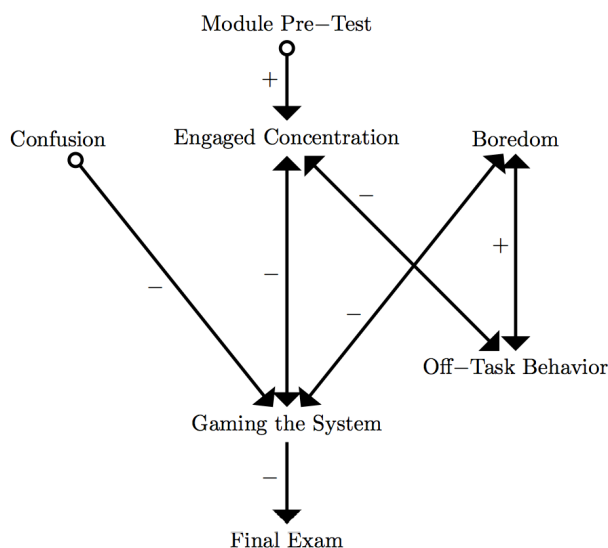 Module Pre−Test
+
Confusion
Engaged Concentration
Boredom
−
+
−
−
−
Off−Task Behavior
Gaming the System
−
Final Exam